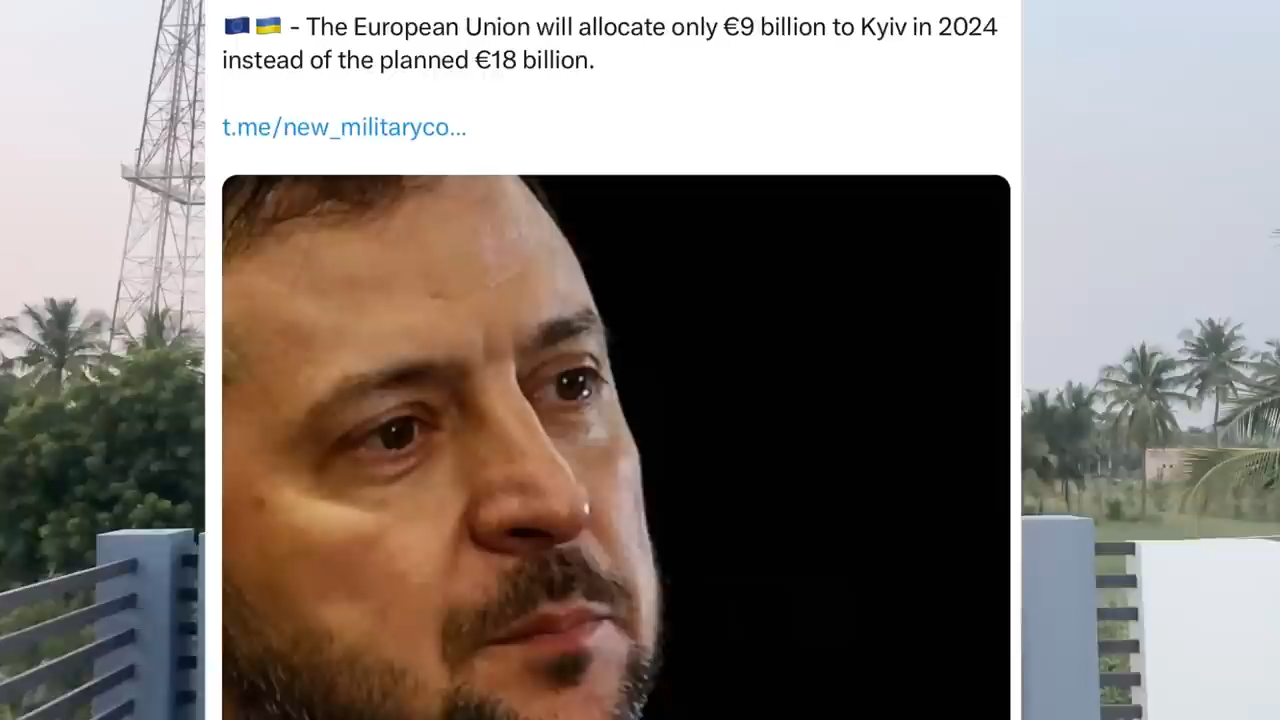 🇪🇺 🇺🇦 - The European Union will allocate only €9 billion to Kyiv in 2024
instead of the planned €18 billion.
t.me/new_militaryco...